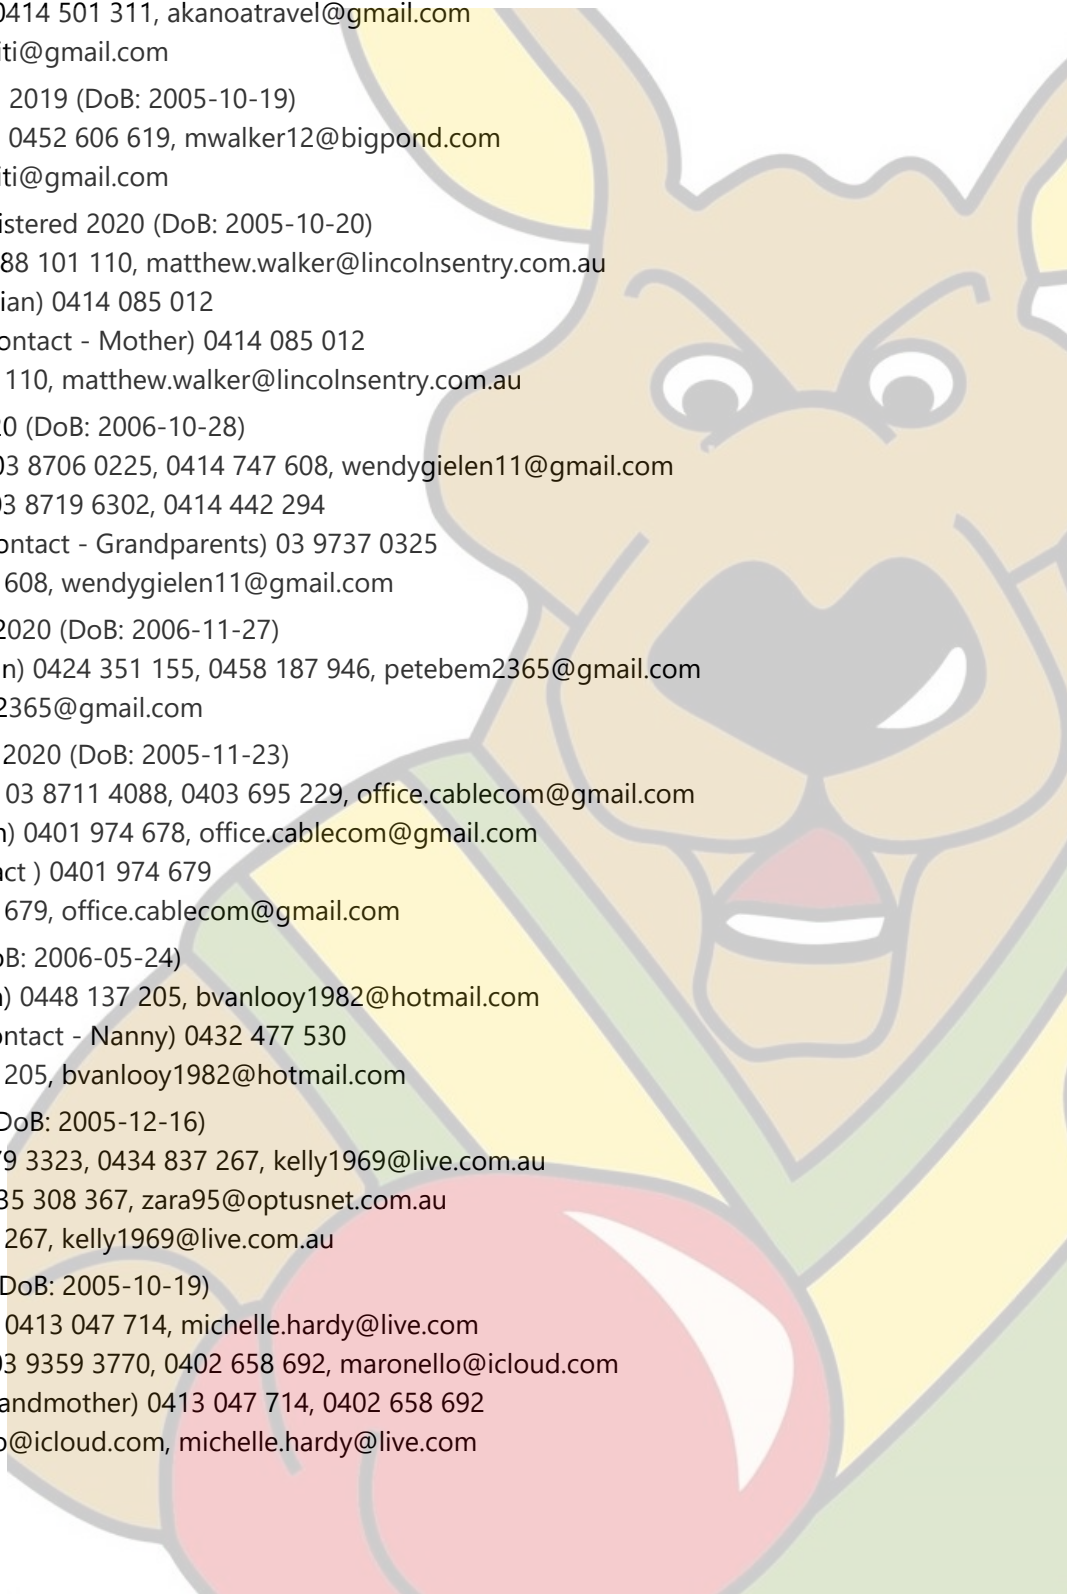 0414 501 311, akanoatravel@gmail.com
iti@gmail.com
2019 (DoB: 2005-10-19)
0452 606 619, mwalker12@bigpond.com
iti@gmail.com
istered 2020 (DoB: 2005-10-20)
88 101 110, matthew.walker@lincolnsentry.com.au
ian) 0414 085 012
ontact - Mother) 0414 085 012
110, matthew.walker@lincolnsentry.com.au
20 (DoB: 2006-10-28)
03 8706 0225, 0414 747 608, wendygielen11@gmail.com
03 8719 6302, 0414 442 294
ontact - Grandparents) 03 9737 0325
608, wendygielen11@gmail.com
2020 (DoB: 2006-11-27)
n) 0424 351 155, 0458 187 946, petebem2365@gmail.com
2365@gmail.com
2020 (DoB: 2005-11-23)
03 8711 4088, 0403 695 229, office.cablecom@gmail.com
n) 0401 974 678, office.cablecom@gmail.com
act ) 0401 974 679
679, office.cablecom@gmail.com
oB: 2006-05-24)
n) 0448 137 205, bvanlooy1982@hotmail.com
ontact - Nanny) 0432 477 530
205, bvanlooy1982@hotmail.com
DoB: 2005-12-16)
79 3323, 0434 837 267, kelly1969@live.com.au
35 308 367, zara95@optusnet.com.au
267, kelly1969@live.com.au
DoB: 2005-10-19)
0413 047 714, michelle.hardy@live.com
03 9359 3770, 0402 658 692, maronello@icloud.com
andmother) 0413 047 714, 0402 658 692
o@icloud.com, michelle.hardy@live.com